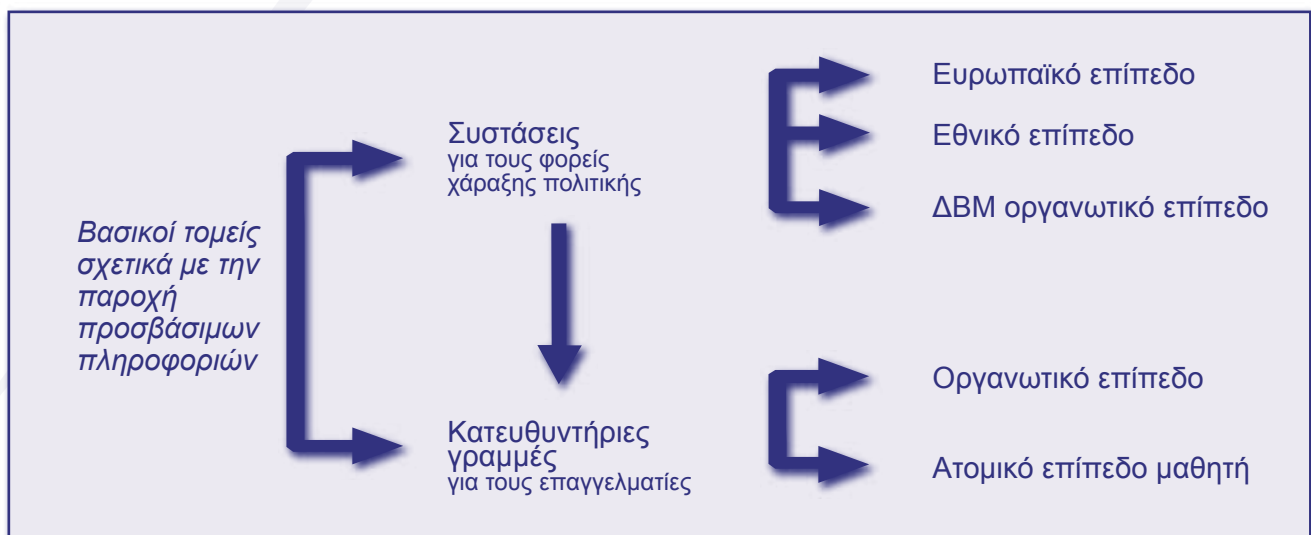 Βασικοί τομείς
σχετικά με την
παροχή
προσβάσιμων
πληροφοριών
Συστάσεις
για τους φορείς
χάραξης πολιτικής
Ευρωπαϊκό επίπεδο
Εθνικό επίπεδο
ΔΒΜ οργανωτικό επίπεδο
Κατευθυντήριες
γραμμές
για τους επαγγελματίες
Οργανωτικό επίπεδο
Ατομικό επίπεδο μαθητή